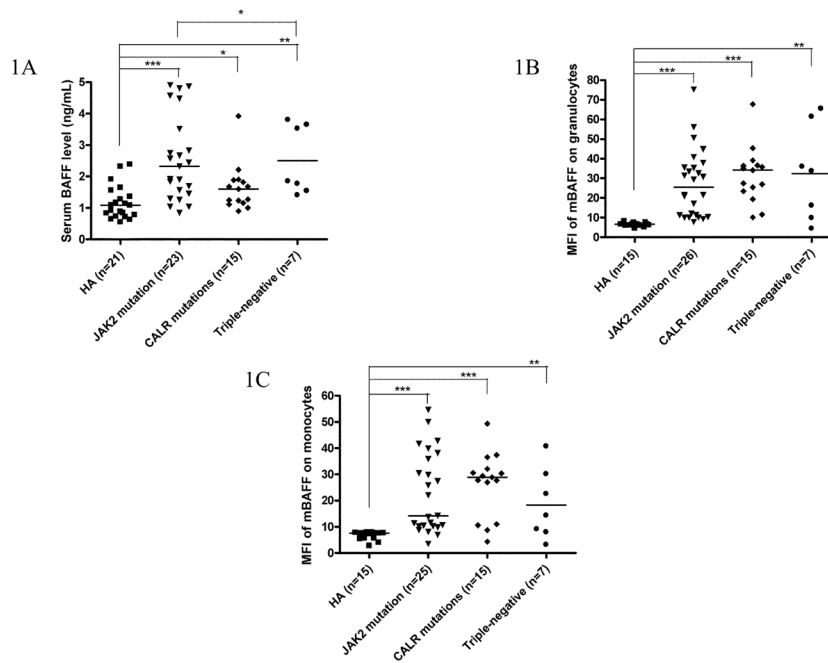 1A
*
**
*
***
Serum BAFF level (ng/mL)
5
4
3
2
1
0
HA (n=21)
JAK2 mutation (n=23)
CALR mutations (n=15)
Triple-negative (n=7)
1B
**
***
***
MFI of mBAFF on granulocytes
80
70
60
50
40
30
20
10
0
HA (n=15)
JAK2 mutation (n=26)
CALR mutations (n=15)
Triple-negative (n=7)
1C
**
***
***
MFI of mBAFF on monocytes
60
50
40
30
20
10
0
HA (n=15)
JAK2 mutation (n=25)
CALR mutations (n=15)
Triple-negative (n=7)